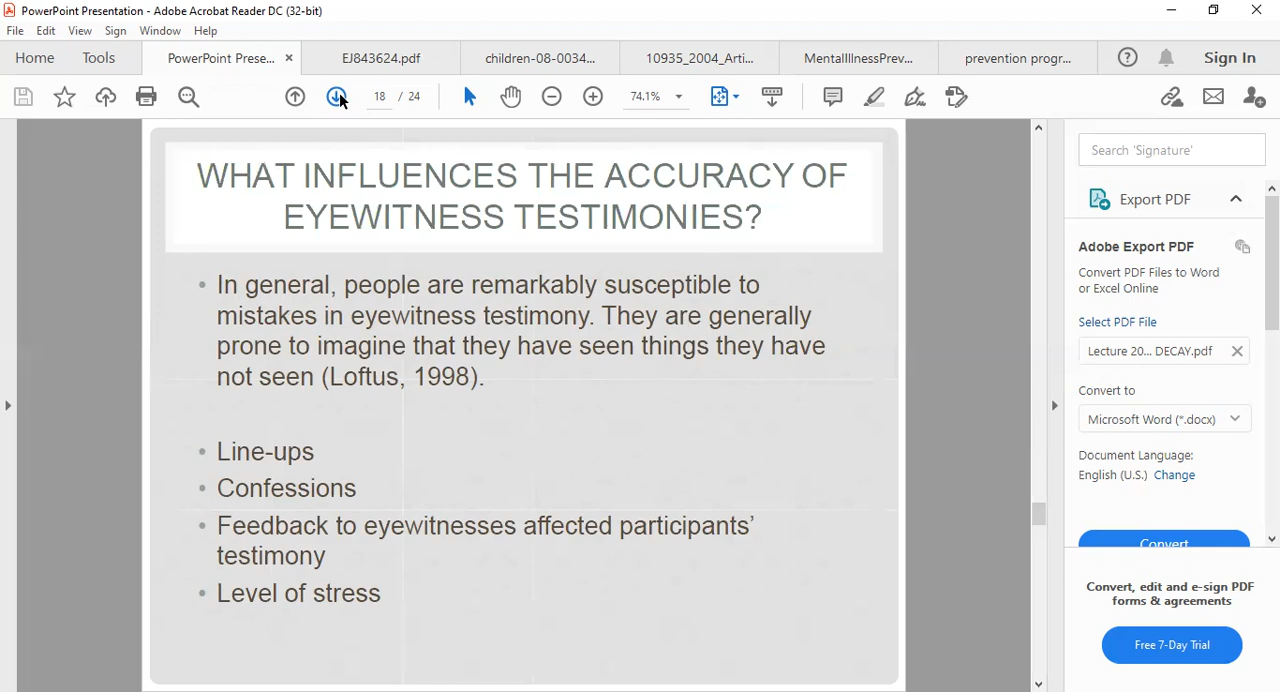 PowerPoint Presentation - Adobe Acrobat Reader DC (32-bit)
File Edit View Sign Window Help
Home Tools PowerPoint Prese... × EJ843624.pdf children-08-0034... 10935_2004_Arti... MentalIllnessPrev... prevention progr... Sign In
18 / 24 74.1%
WHAT INFLUENCES THE ACCURACY OF
EYEWITNESS TESTIMONIES?
• In general, people are remarkably susceptible to
mistakes in eyewitness testimony. They are generally
prone to imagine that they have seen things they have
not seen (Loftus, 1998).
• Line-ups
• Confessions
• Feedback to eyewitnesses affected participants’
testimony
• Level of stress
Search 'Signature'
Export PDF
Adobe Export PDF
Convert PDF Files to Word
or Excel Online
Select PDF File
Lecture 20... DECAY.pdf
Convert to
Microsoft Word (*.docx)
Document Language:
English (U.S.) Change
Convert
Convert, edit and e-sign PDF
forms & agreements
Free 7-Day Trial